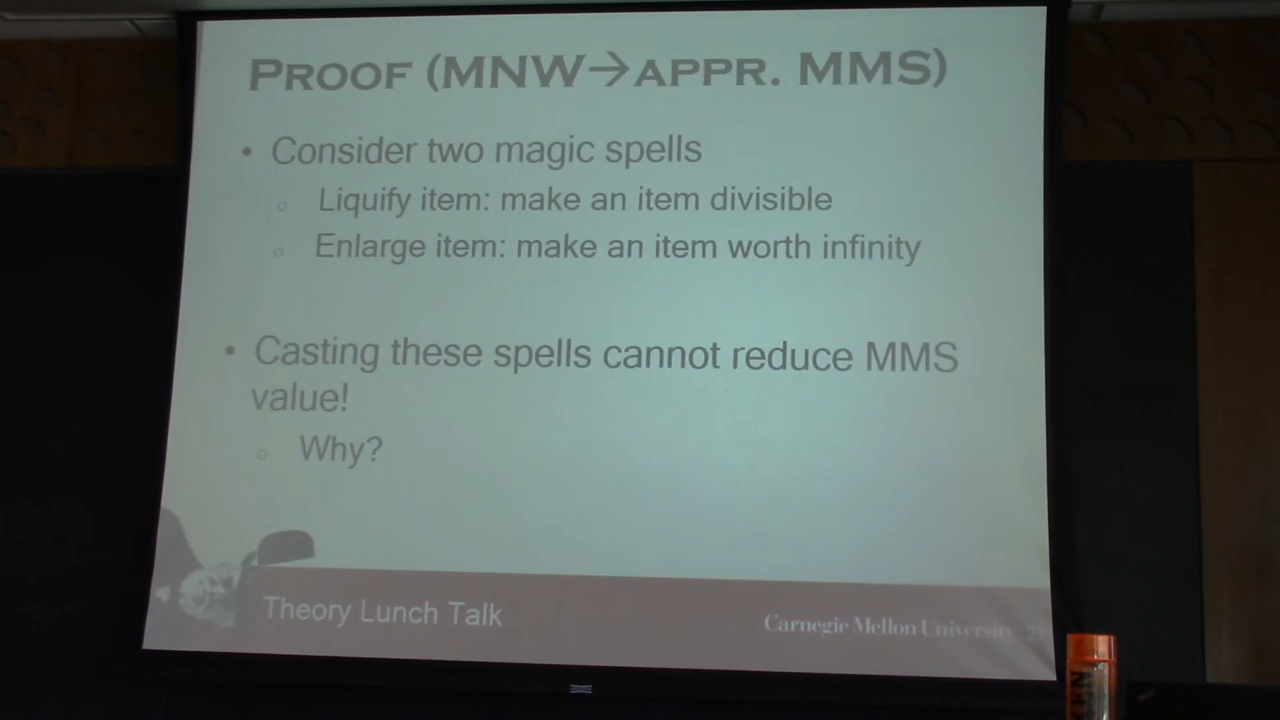 PROOF (MNW→APPR. MMS)
• Consider two magic spells
○ Liquify item: make an item divisible
○ Enlarge item: make an item worth infinity
• Casting these spells cannot reduce MMS
value!
○ Why?
Theory Lunch Talk
Carnegie Mellon University